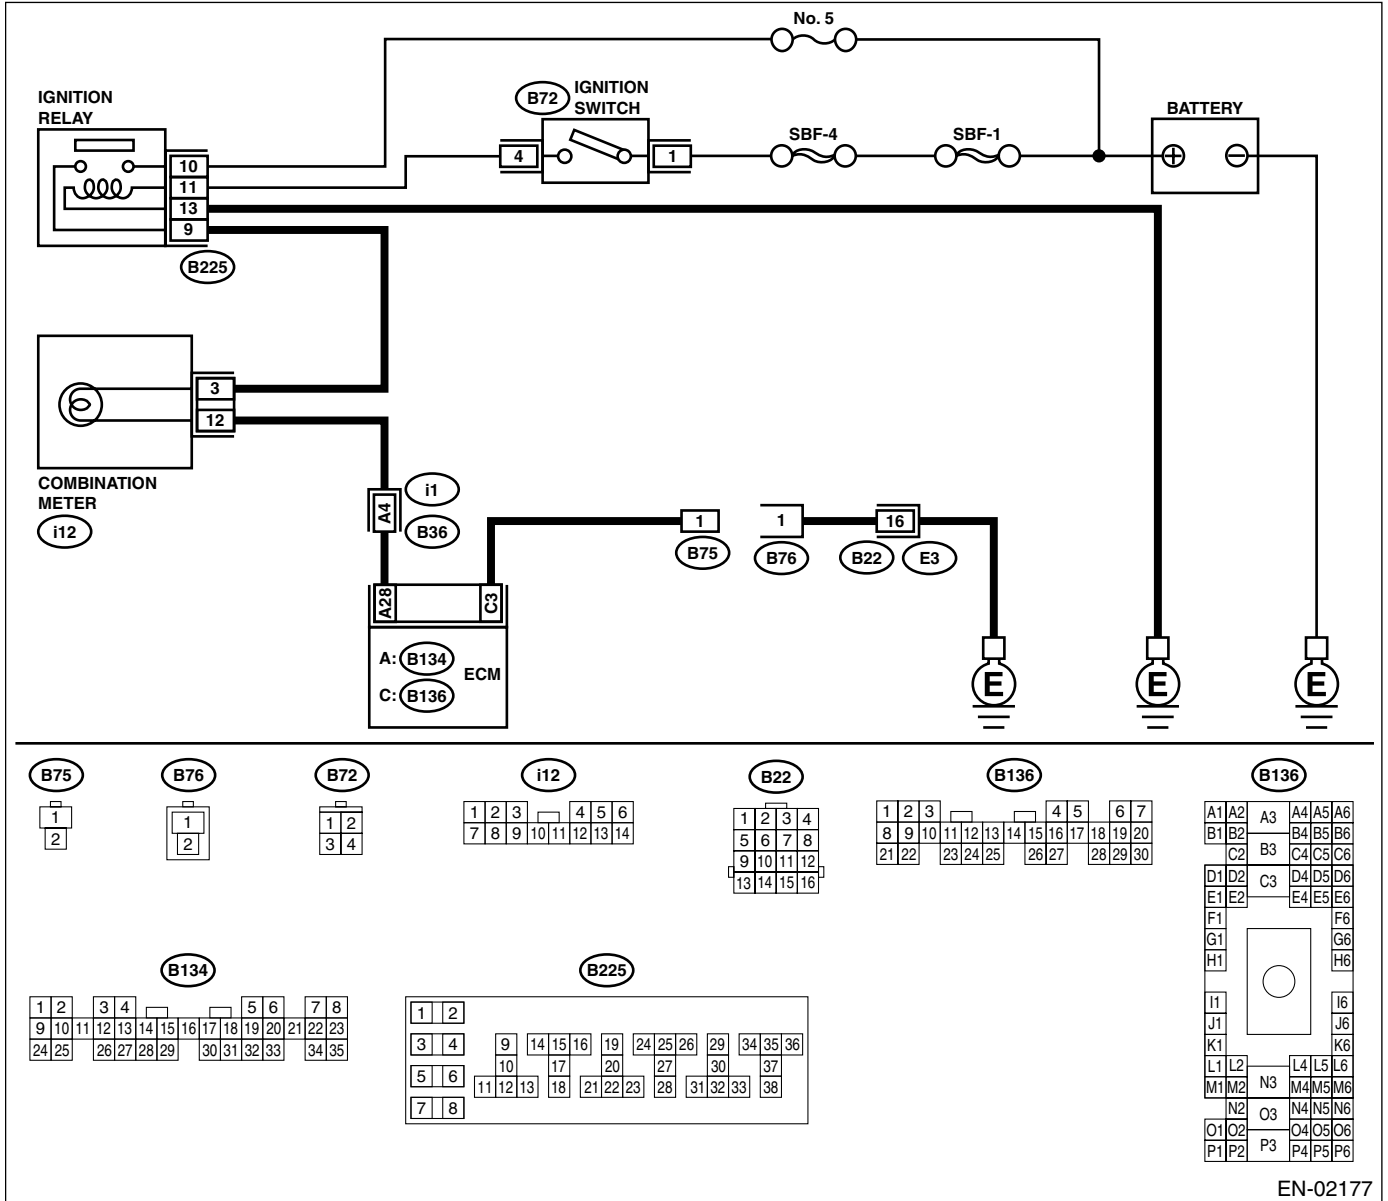 No. 5
IGNITION
RELAY
B72
IGNITION
SWITCH
SBF-4
SBF-1
BATTERY
4
1
10
11
13
9
B225
3
12
COMBINATION
METER
i12
A4
i1
B36
1
B75
1
B76
16
B22
E3
A28
C3
A: B134
C: B136
ECM
E
E
E
B75
1
2
B76
1
2
B72
1 2
3 4
i12
1 2 3 4 5 6
7 8 9 10 11 12 13 14
B22
1 2 3 4
5 6 7 8
9 10 11 12
13 14 15 16
B136
1 2 3 4 5 6 7
8 9 10 11 12 13 14 15 16 17 18 19 20
21 22 23 24 25 26 27 28 29 30
B136
A1 A2 A3 A4 A5 A6
B1 B2 B3 B4 B5 B6
C2 C4 C5 C6
D1 D2 C3 D4 D5 D6
E1 E2 E4 E5 E6
F1 F6
G1 G6
H1 H6
I1 I6
J1 J6
K1 K6
L1 L2 L4 L5 L6
M1 M2 N3 M4 M5 M6
N2 O3 N4 N5 N6
O1 O2 O4 O5 O6
P1 P2 P3 P4 P5 P6
B134
1 2 3 4 5 6 7 8
9 10 11 12 13 14 15 16 17 18 19 20 21 22 23
24 25 26 27 28 29 30 31 32 33 34 35
B225
1 2
3 4 9 14 15 16 19 24 25 26 29 34 35 36
10 17 20 27 30 37
5 6 11 12 13 18 21 22 23 28 31 32 33 38
7 8
EN-02177